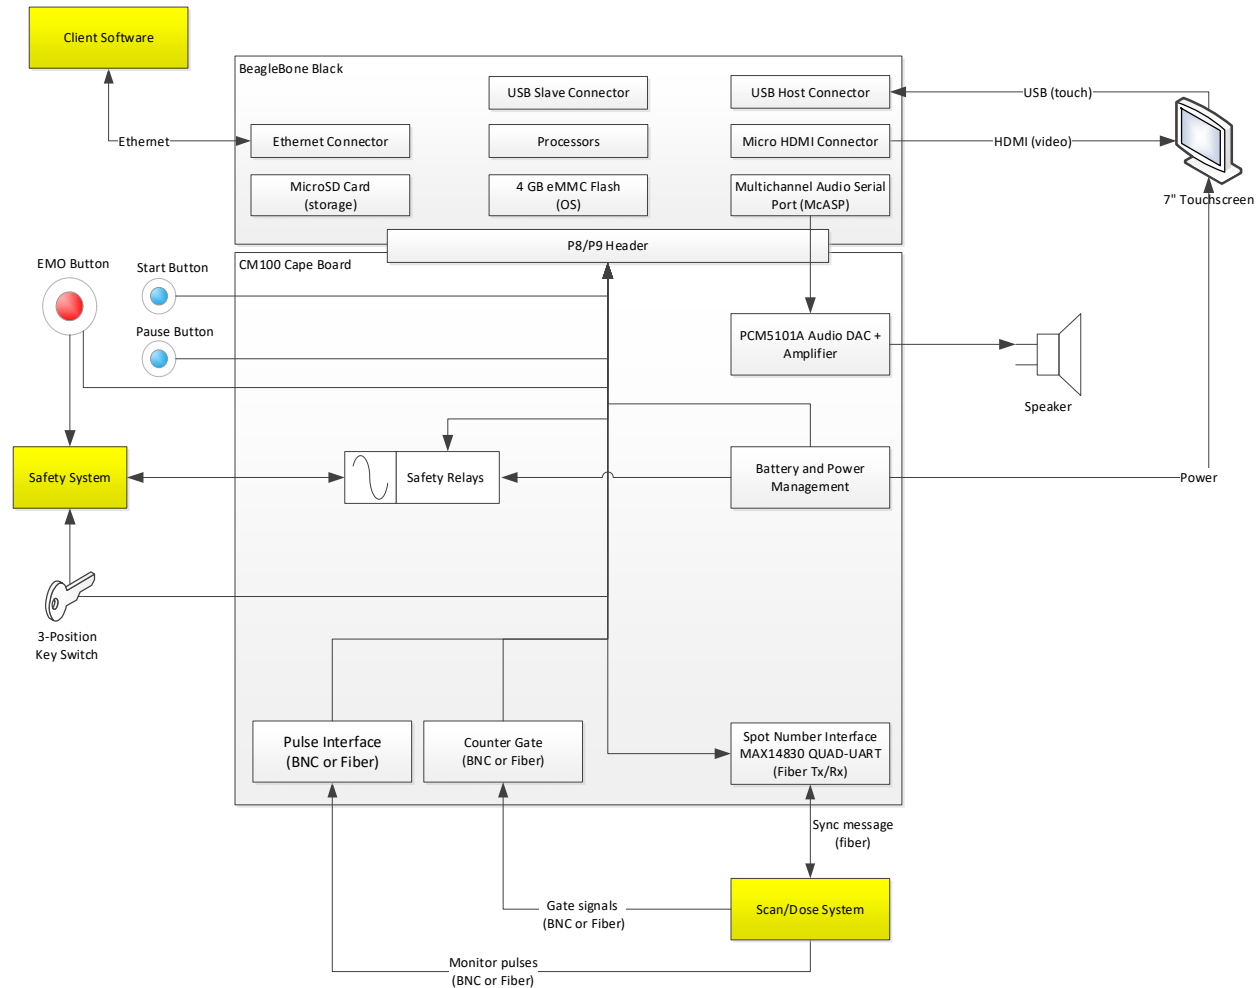 Client Software
BeagleBone Black
USB Slave Connector
USB Host Connector
USB (touch)
Ethernet
Ethernet Connector
Processors
Micro HDMI Connector
HDMI (video)
MicroSD Card
(storage)
4 GB eMMC Flash
(OS)
Multichannel Audio Serial
Port (McASP)
7" Touchscreen
P8/P9 Header
EMO Button
Start Button
CM100 Cape Board
Pause Button
PCM5101A Audio DAC +
Amplifier
Speaker
Safety System
Safety Relays
Battery and Power
Management
Power
3-Position
Key Switch
Pulse Interface
(BNC or Fiber)
Counter Gate
(BNC or Fiber)
Spot Number Interface
MAX14830 QUAD-UART
(Fiber Tx/Rx)
Sync message
(fiber)
Gate signals
(BNC or Fiber)
Scan/Dose System
Monitor pulses
(BNC or Fiber)